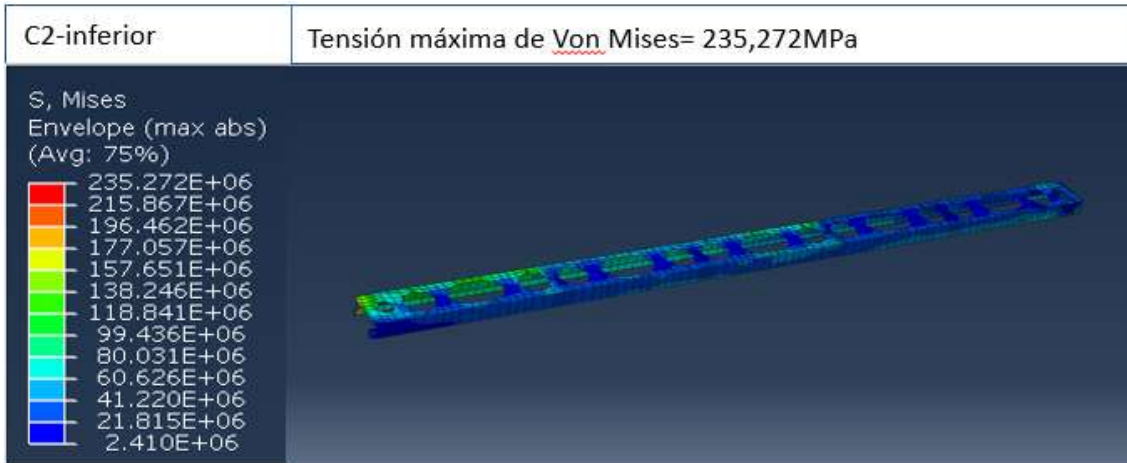 C2-inferior
Tensión máxima de Von Mises= 235,272MPa
S, Mises
Envelope (max abs)
(Avg: 75%)
235.272E+06
215.867E+06
196.462E+06
177.057E+06
157.651E+06
138.246E+06
118.841E+06
99.436E+06
80.031E+06
60.626E+06
41.220E+06
21.815E+06
2.410E+06